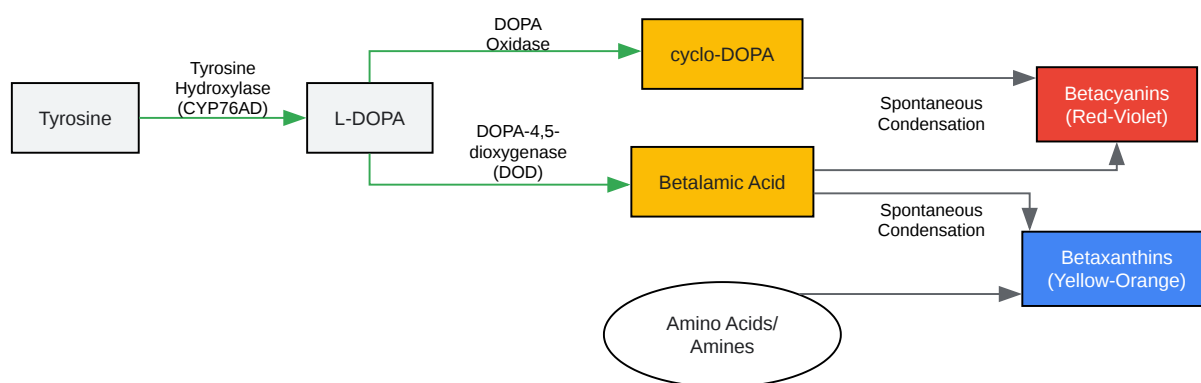 DOPA
Oxidase
cyclo-DOPA
Tyrosine
Hydroxylase
(CYP76AD)
Betacyanins
(Red-Violet)
Tyrosine
L-DOPA
Spontaneous
Condensation
DOPA-4,5-
dioxygenase
(DOD)
Betalamic Acid
Spontaneous
Condensation
Betaxanthins
(Yellow-Orange)
Amino Acids/
Amines